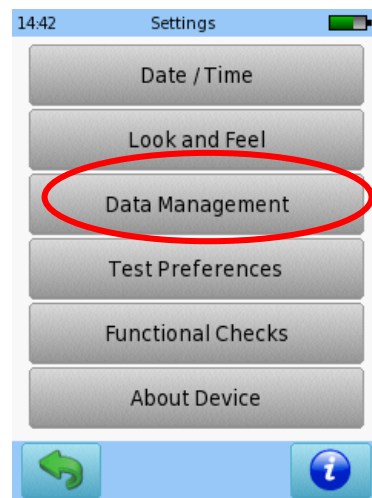 14:42 Settings
Date / Time
Look and Feel
Data Management
Test Preferences
Functional Checks
About Device
i